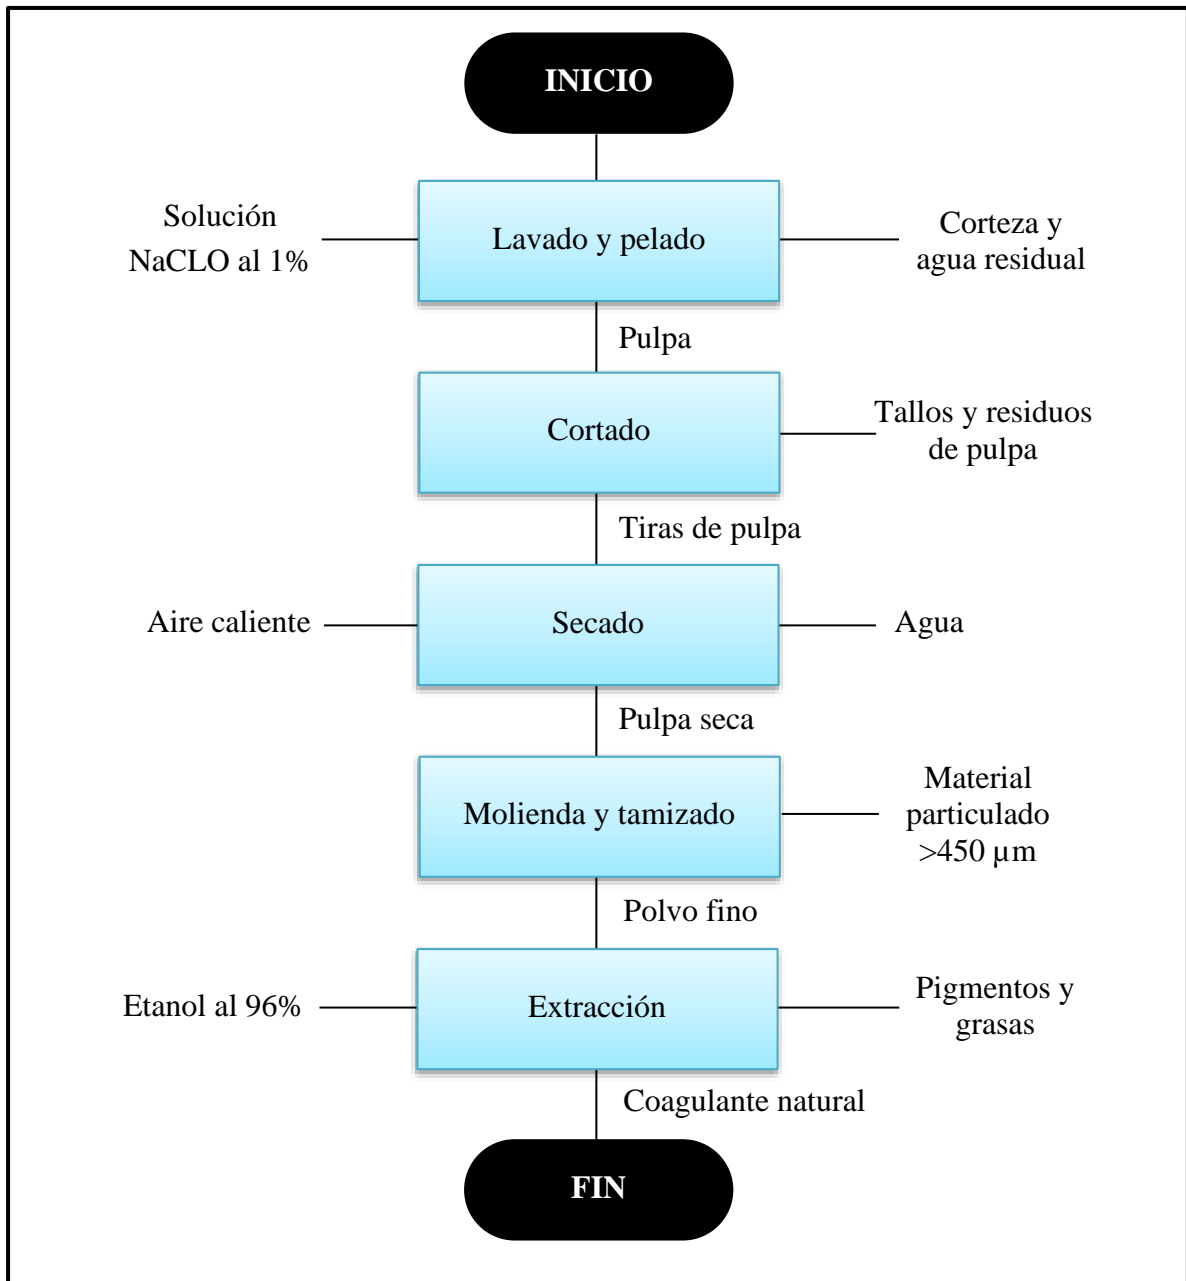 INICIO
Solución
NaCLO al 1%
Lavado y pelado
Corteza y
agua residual
Pulpa
Cortado
Tallos y residuos
de pulpa
Tiras de pulpa
Aire caliente
Secado
Agua
Pulpa seca
Molienda y tamizado
Material
particulado
>450 µm
Polvo fino
Etanol al 96%
Extracción
Pigmentos y
grasas
Coagulante natural
FIN